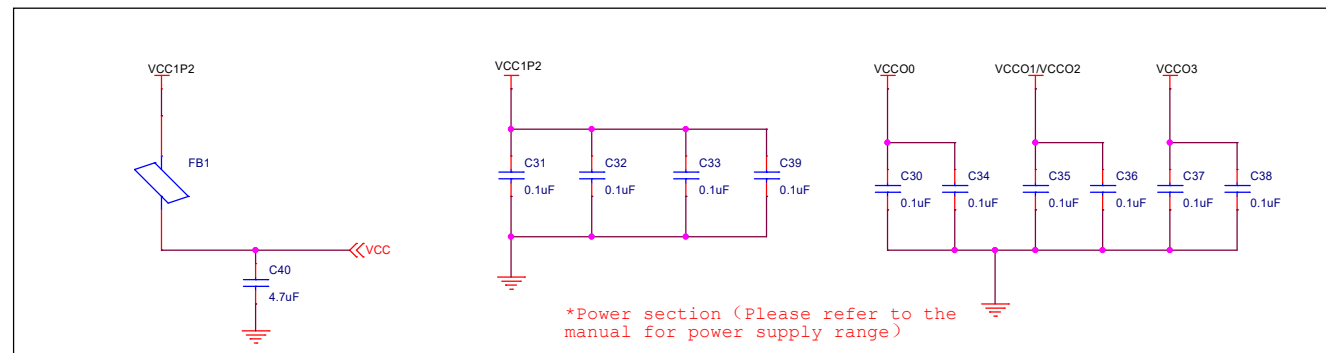 VCC1P2
FB1
VCC
C40
4.7uF
VCC1P2
C31
0.1uF
C32
0.1uF
C33
0.1uF
C39
0.1uF
VCCO0
VCCO1/VCCO2
VCCO3
C30
0.1uF
C34
0.1uF
C35
0.1uF
C36
0.1uF
C37
0.1uF
C38
0.1uF
*Power section（Please refer to the
manual for power supply range）